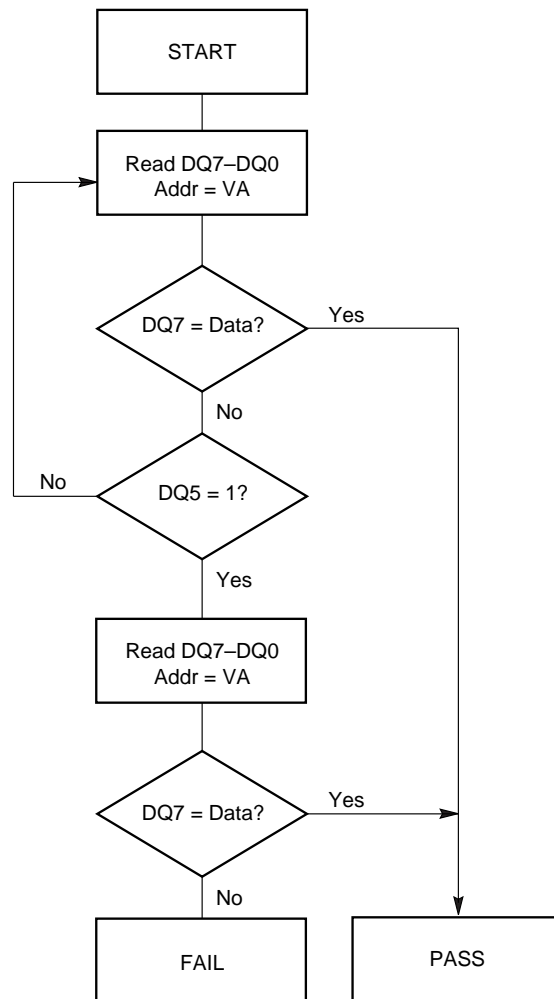 START
Read DQ7–DQ0
Addr = VA
DQ7 = Data?
Yes
No
No
DQ5 = 1?
Yes
Read DQ7–DQ0
Addr = VA
DQ7 = Data?
Yes
No
FAIL
PASS